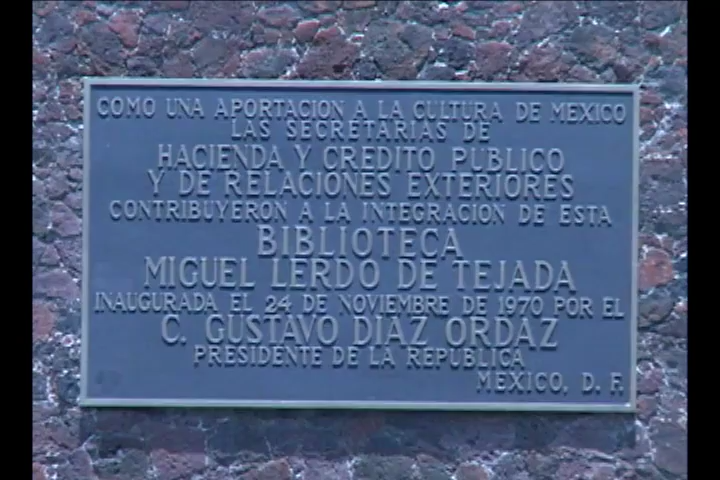 COMO UNA APORTACION A LA CULTURA DE MEXICO
LAS SECRETARIAS DE
HACIENDA Y CREDITO PUBLICO
Y DE RELACIONES EXTERIORES
CONTRIBUYERON A LA INTEGRACION DE ESTA
BIBLIOTECA
MIGUEL LERDO DE TEJADA
INAUGURADA EL 24 DE NOVIEMBRE DE 1970 POR EL
C. GUSTAVO DIAZ ORDAZ
PRESIDENTE DE LA REPUBLICA
MEXICO, D. F.